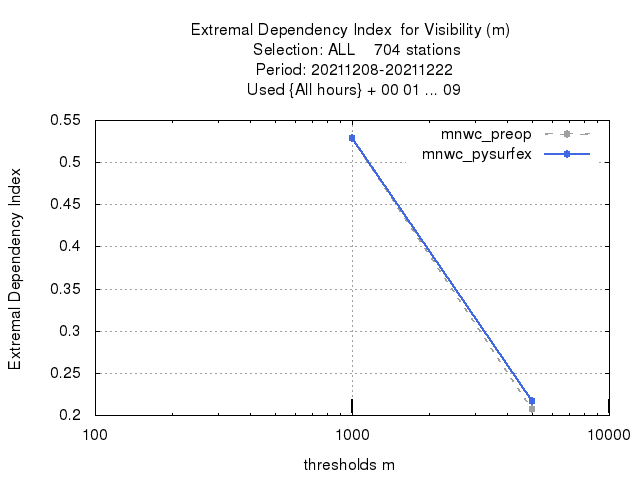 Extremal Dependency Index  for Visibility (m)
Selection: ALL    704 stations
Period: 20211208-20211222
Used {All hours} + 00 01 ... 09
mnwc_preop
mnwc_pysurfex
0.55
0.5
0.45
0.4
0.35
0.3
0.25
0.2
Extremal Dependency Index
100
1000
10000
thresholds m